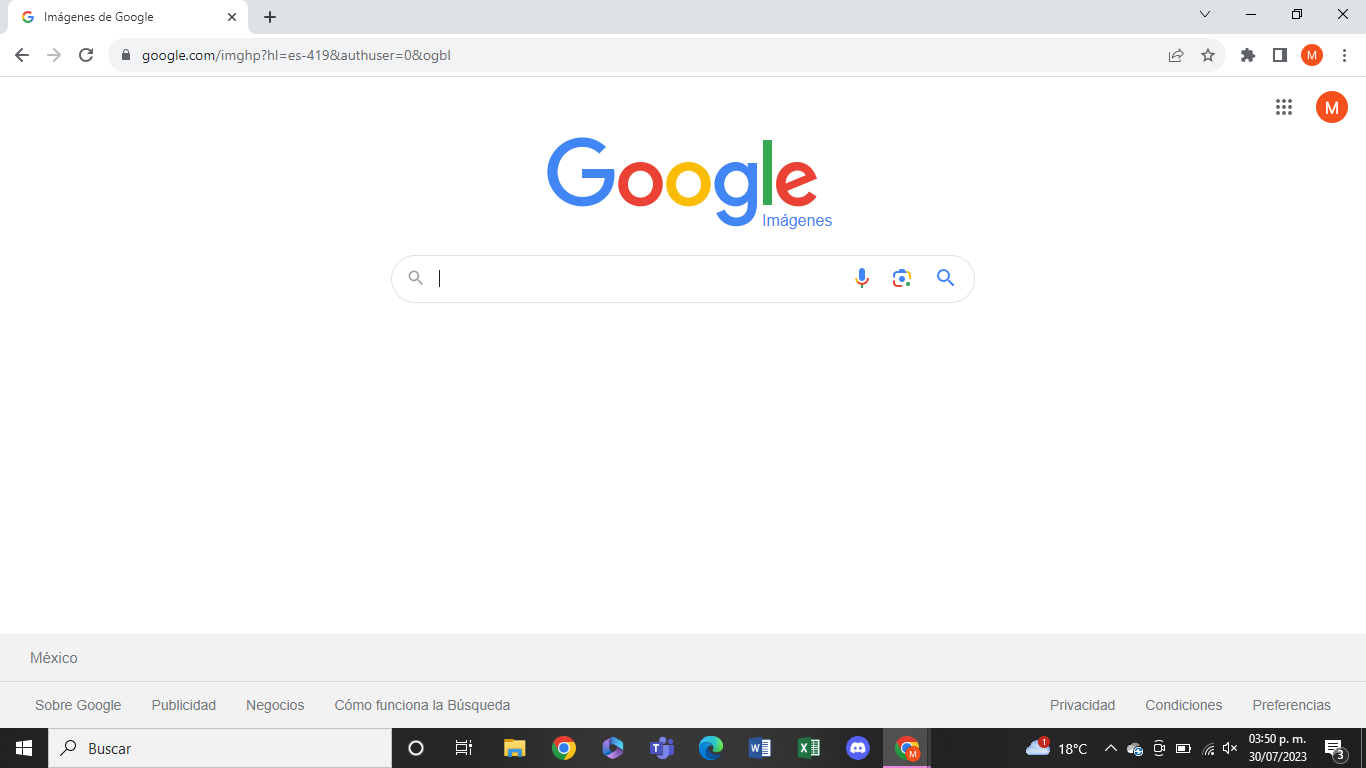 Imágenes de Google
google.com/imghp?hl=es-419&authuser=0&ogbl
M
M
Google
Imágenes
México
Sobre Google Publicidad Negocios Cómo funciona la Búsqueda Privacidad Condiciones Preferencias
Buscar
M
1
18°C
03:50 p. m.
30/07/2023
3